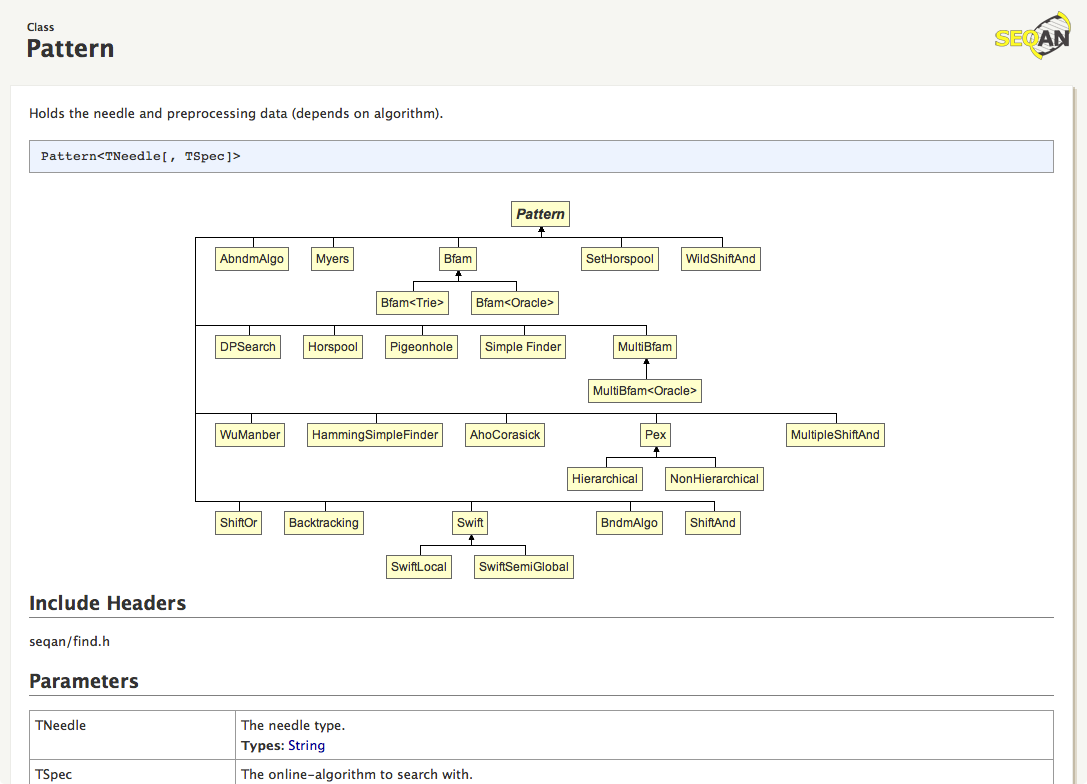 Class
Pattern
SEQAN
Holds the needle and preprocessing data (depends on algorithm).
Pattern<TNeedle[, TSpec]>
Pattern
AbndmAlgo Myers Bfam SetHorspool WildShiftAnd
Bfam<Trie> Bfam<Oracle>
DPSearch Horspool Pigeonhole Simple Finder MultiBfam
MultiBfam<Oracle>
WuManber HammingSimpleFinder AhoCorasick Pex MultipleShiftAnd
Hierarchical NonHierarchical
ShiftOr Backtracking Swift BndmAlgo ShiftAnd
SwiftLocal SwiftSemiGlobal
Include Headers
seqan/find.h
Parameters
TNeedle The needle type.
Types: String
TSpec The online-algorithm to search with.